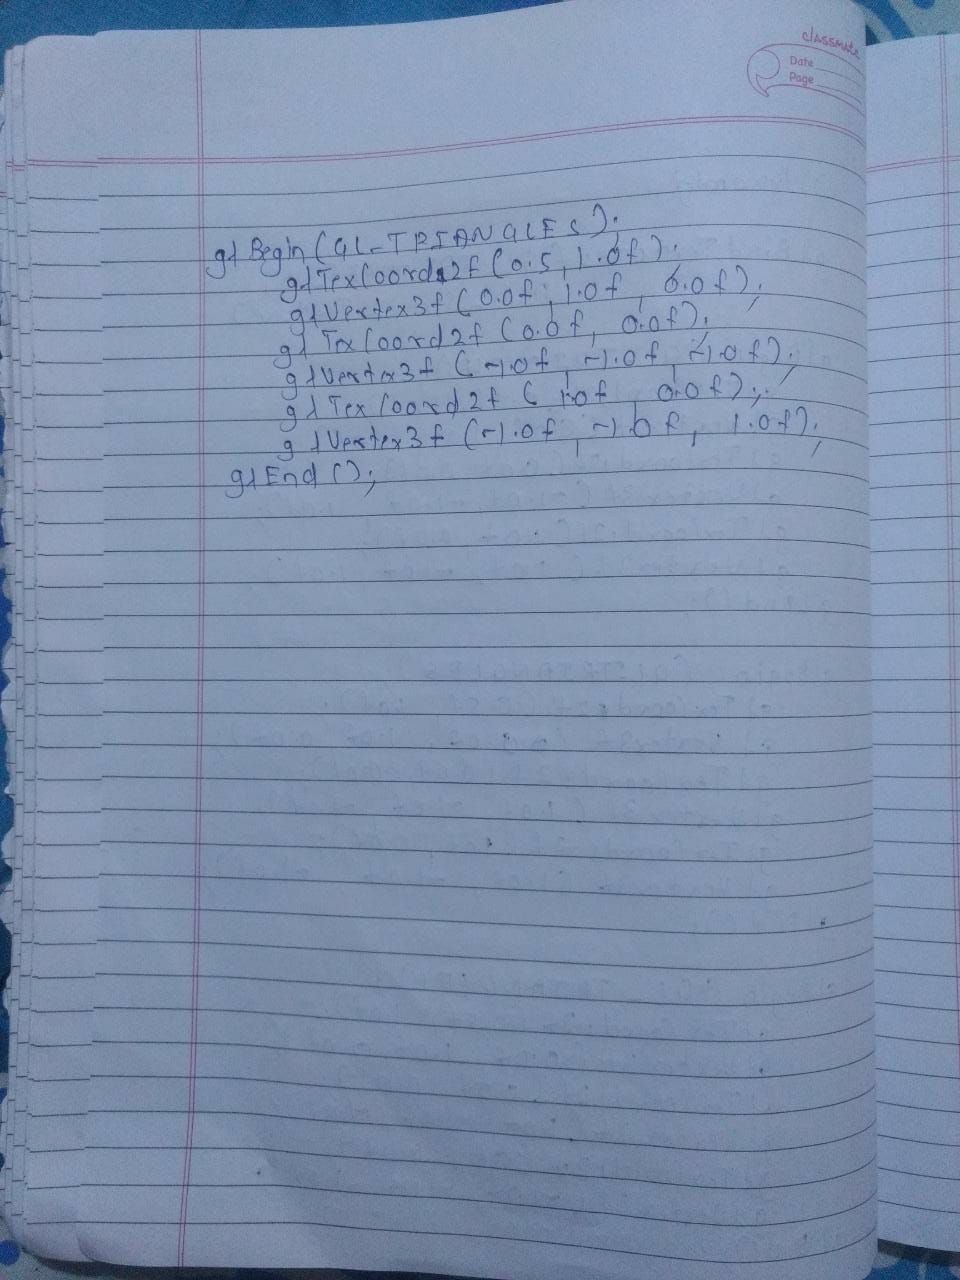 classmate
Date
Page
glBegin(GL-TRIANGLES);
glTexCoord2f(0.5, 1.0f);
glVertex3f(0.0f, 1.0f, 0.0f);
glTexCoord2f(0.0f, 0.0f);
glVertex3f(-1.0f, -1.0f, -1.0f);
glTexCoord2f(1.0f, 0.0f);
glVertex3f(-1.0f, -1.0f, 1.0f);
glEnd();